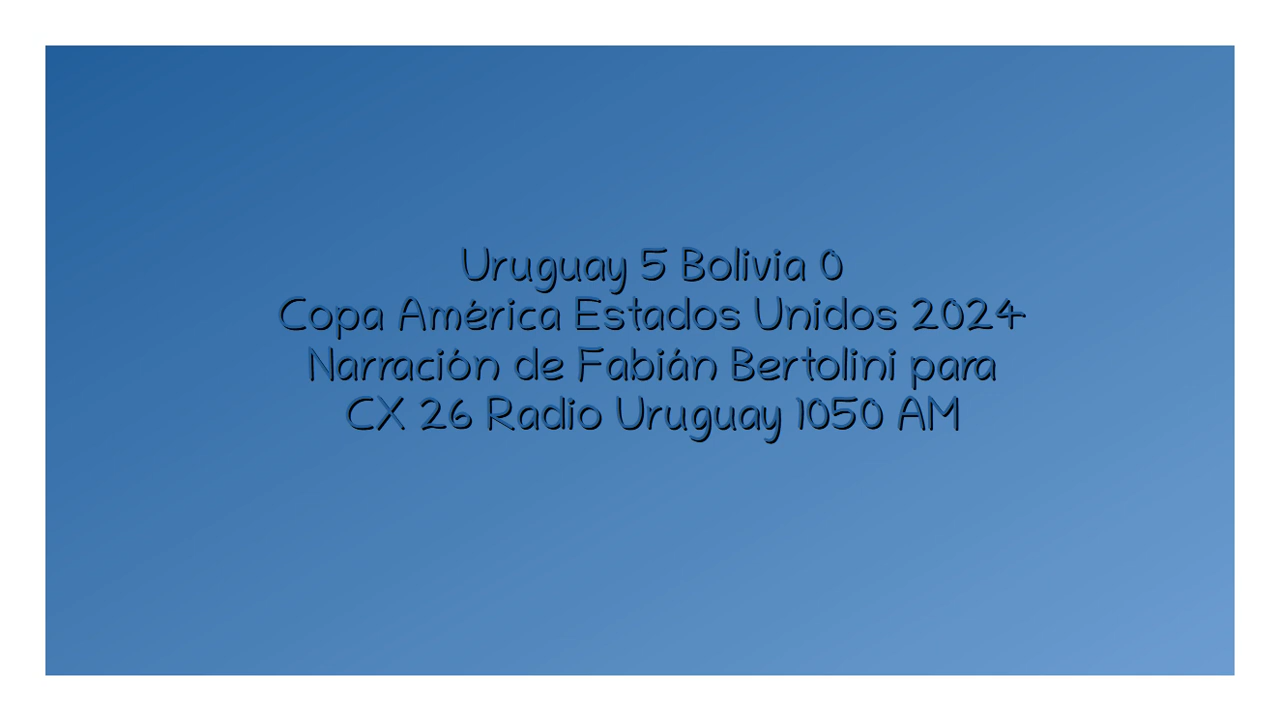 Uruguay 5 Bolivia 0
Copa América Estados Unidos 2024
Narración de Fabián Bertolini para
CX 26 Radio Uruguay 1050 AM